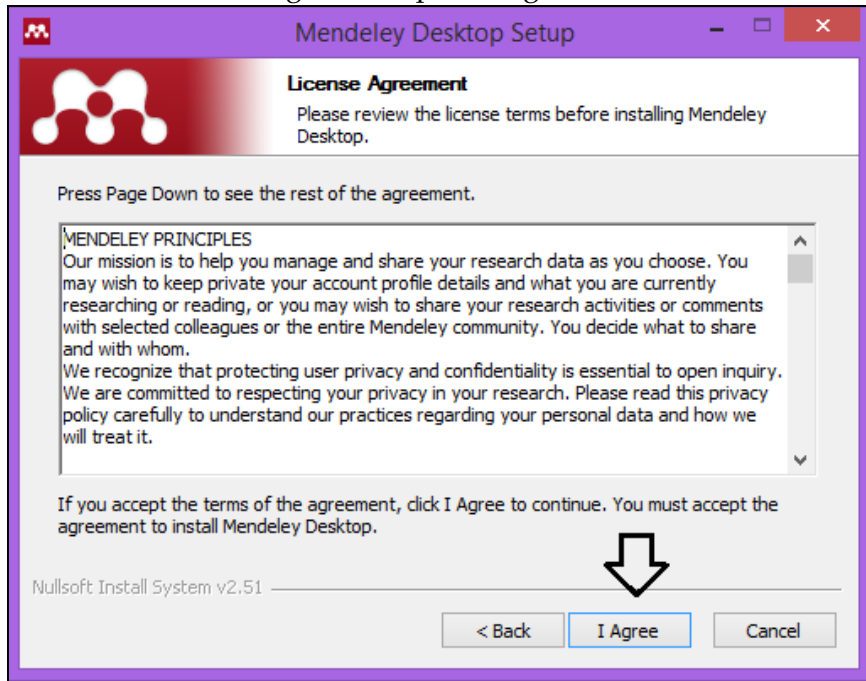 Mendeley Desktop Setup
License Agreement
Please review the license terms before installing Mendeley
Desktop.
Press Page Down to see the rest of the agreement.
MENDELEY PRINCIPLES
Our mission is to help you manage and share your research data as you choose. You
may wish to keep private your account profile details and what you are currently
researching or reading, or you may wish to share your research activities or comments
with selected colleagues or the entire Mendeley community. You decide what to share
and with whom.
We recognize that protecting user privacy and confidentiality is essential to open inquiry.
We are committed to respecting your privacy in your research. Please read this privacy
policy carefully to understand our practices regarding your personal data and how we
will treat it.
If you accept the terms of the agreement, click I Agree to continue. You must accept the
agreement to install Mendeley Desktop.
Nullsoft Install System v2.51
< Back I Agree Cancel